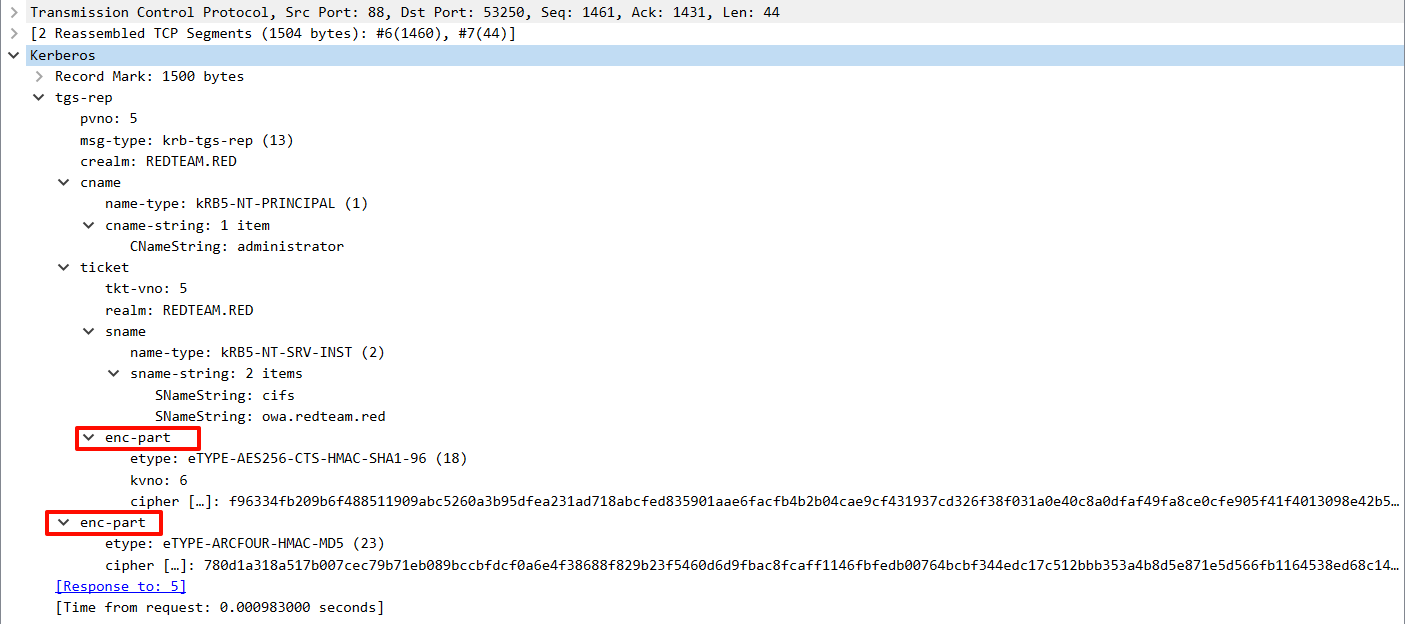 Transmission Control Protocol, Src Port: 88, Dst Port: 53250, Seq: 1461, Ack: 1431, Len: 44
[2 Reassembled TCP Segments (1504 bytes): #6(1460), #7(44)]
Kerberos
Record Mark: 1500 bytes
tgs-rep
pvno: 5
msg-type: krb-tgs-rep (13)
crealm: REDTEAM.RED
cname
name-type: kRB5-NT-PRINCIPAL (1)
cname-string: 1 item
CNameString: administrator
ticket
tkt-vno: 5
realm: REDTEAM.RED
sname
name-type: kRB5-NT-SRV-INST (2)
sname-string: 2 items
SNameString: cifs
SNameString: owa.redteam.red
enc-part
etype: eTYPE-AES256-CTS-HMAC-SHA1-96 (18)
kvno: 6
cipher […]: f96334fb209b6f488511909abc5260a3b95dfea231ad718abcfed835901aae6facfb4b2b04cae9cf431937cd326f38f031a0e40c8a0dfaf49fa8ce0cfe905f41f4013098e42b5…
enc-part
etype: eTYPE-ARCFOUR-HMAC-MD5 (23)
cipher […]: 780d1a318a517b007cec79b71eb089bccbfdcf0a6e4f38688f829b23f5460d6d9fbac8fcaff1146fbfedb00764bcbf344edc17c512bbb353a4b8d5e871e5d566fb1164538ed68c14…
[Response to: 5]
[Time from request: 0.000983000 seconds]